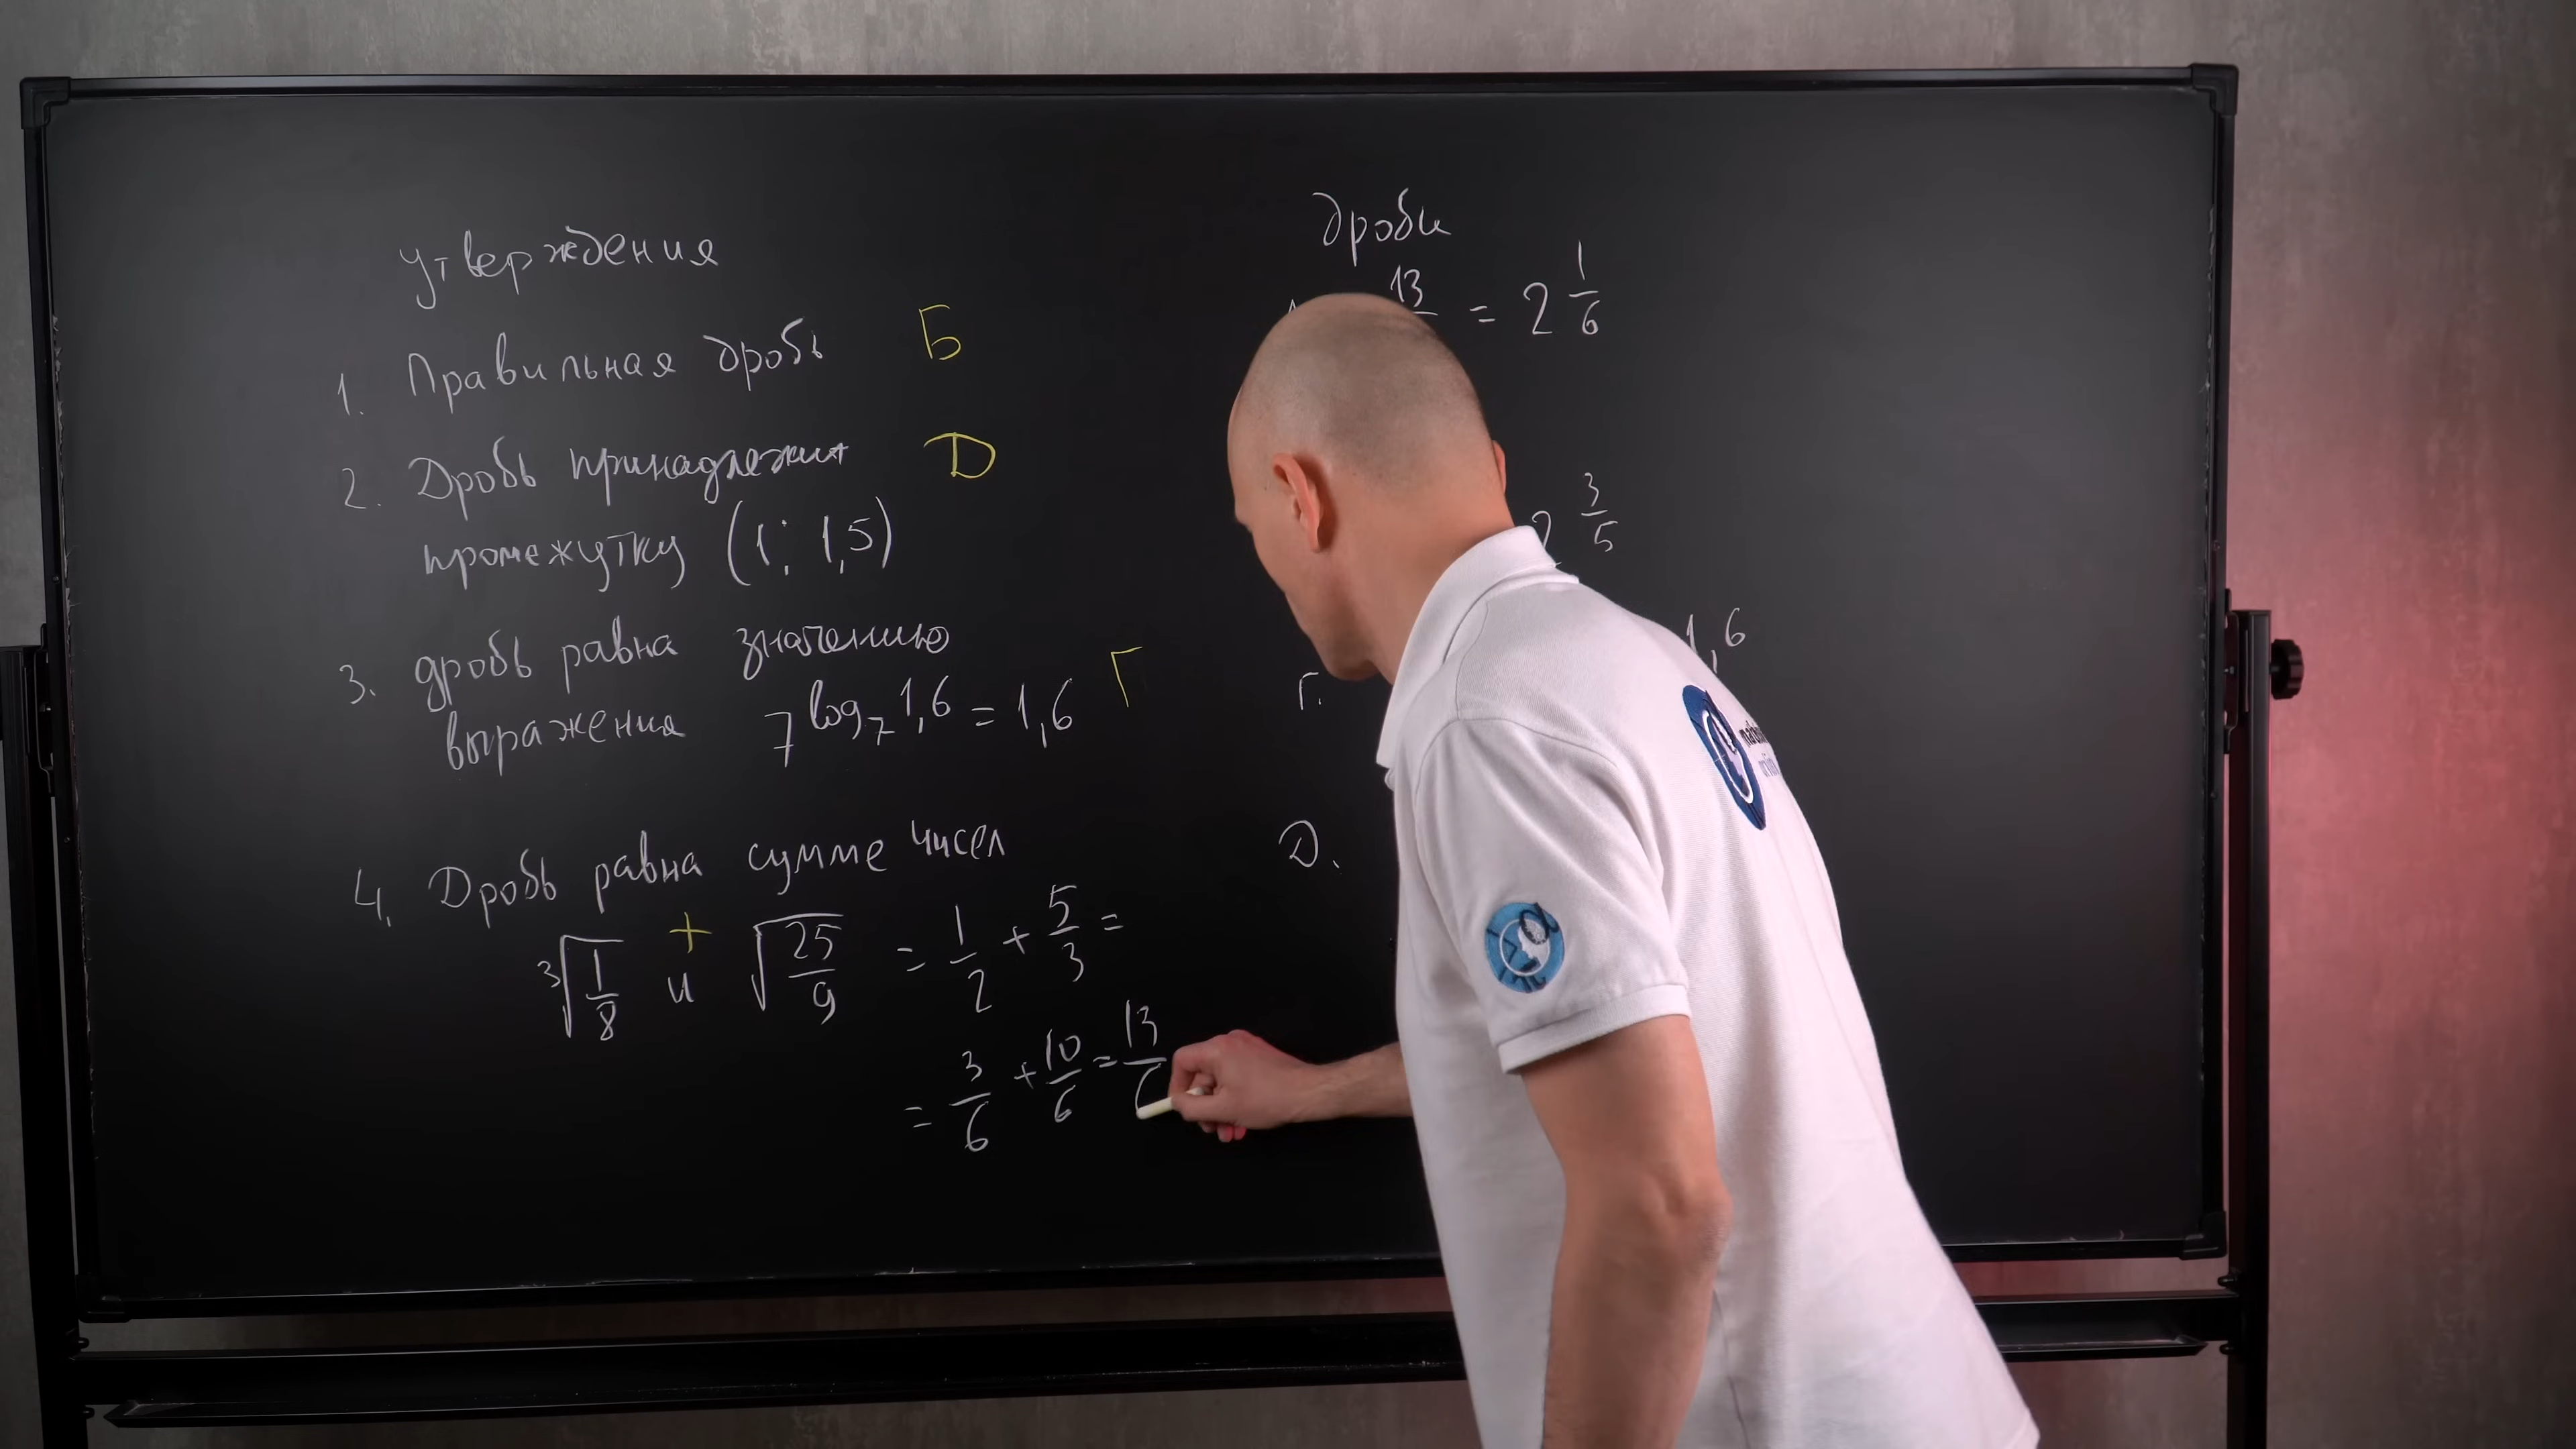 утверждения
1. Правильная дробь Б
2. Дробь принадлежит D
промежутку (1; 1,5)
3. дробь равна значению
выражения 7^log₇ 1,6 = 1,6 Г
4. Дробь равна сумме чисел
∛(1/8) + и √(25/9) = 1/2 + 5/3 =
= 3/6 + 10/6 = 13/6
дроби
13 = 2 1/6
2 3/5
1,6
Г.
D.